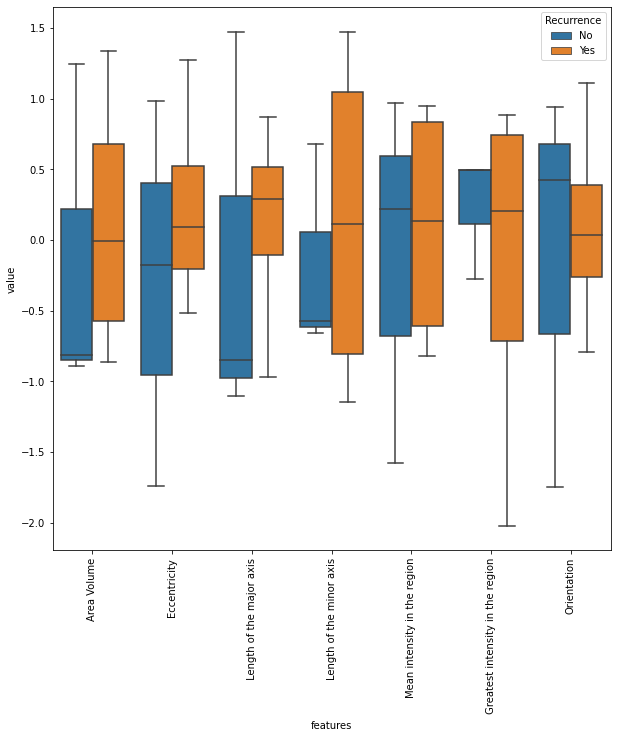 Recurrence
No
Yes
1.5
1.0
0.5
0.0
−0.5
−1.0
−1.5
−2.0
value
Area Volume
Eccentricity
Length of the major axis
Length of the minor axis
Mean intensity in the region
Greatest intensity in the region
Orientation
features